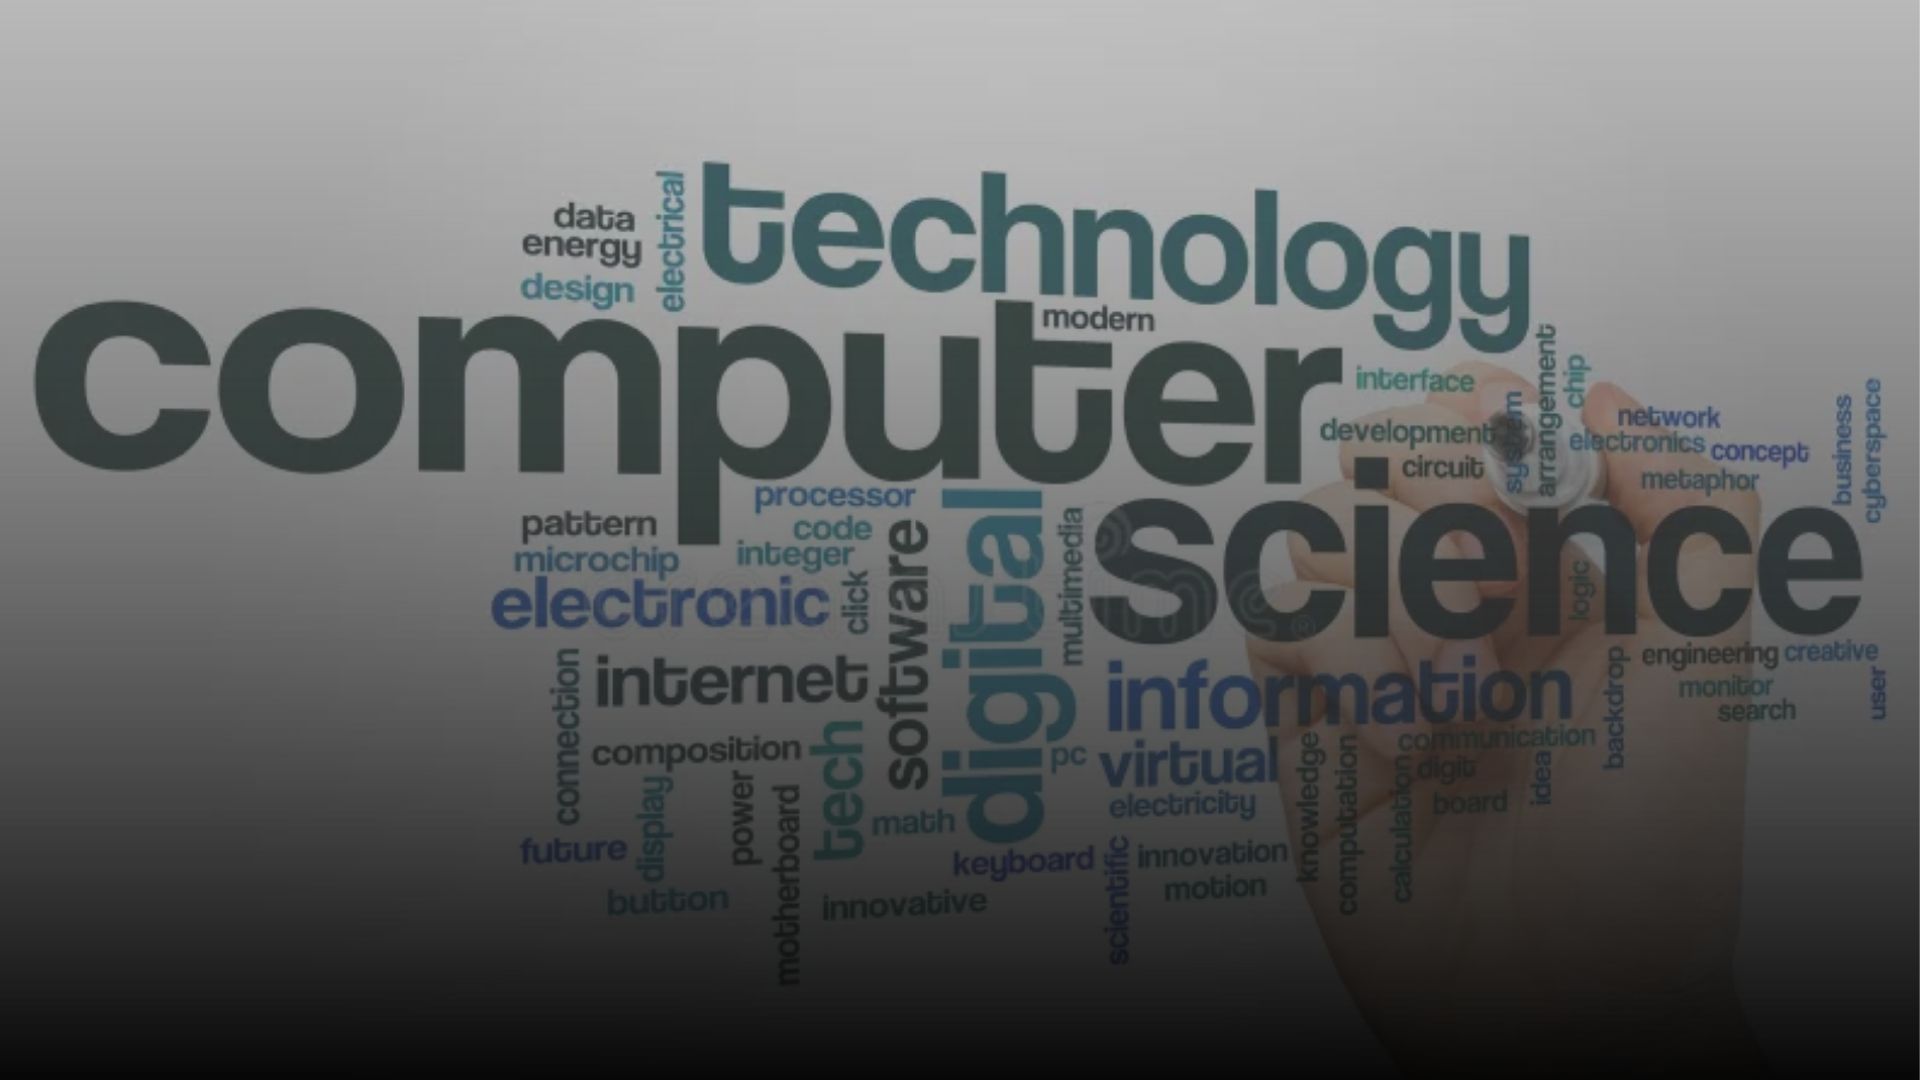 technology
electrical
data
energy
design
modern
computer
interface
arrangement
chip
development
system
circuit
network
electronics
concept
metaphor
business
cyberspace
science
processor
pattern
code
integer
microchip
electronic
click
software
digital
multimedia
logic
engineering
creative
monitor
search
user
backdrop
internet
connection
composition
information
communication
virtual
pc
electricity
digit
board
idea
knowledge
computation
calculation
tech
power
display
math
future
button
motherboard
keyboard
innovative
scientific
innovation
motion